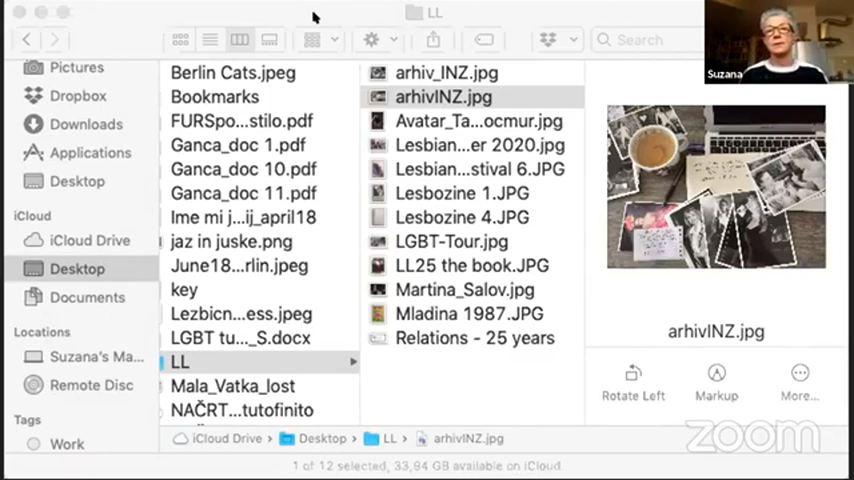 LL
Search
Suzana
Pictures
Dropbox
Downloads
Applications
Desktop
iCloud
iCloud Drive
Desktop
Documents
Locations
Suzana's Ma...
Remote Disc
Tags
Work
Berlin Cats.jpeg
Bookmarks
FURSpo...stilo.pdf
Ganca_doc 1.pdf
Ganca_doc 10.pdf
Ganca_doc 11.pdf
Ime mi j...ij_april18
jaz in juske.png
June18...rlin.jpeg
key
Lezbicn...ess.jpeg
LGBT tu..._S.docx
LL
Mala_Vatka_lost
NAČRT...tutofinito
arhiv_INZ.jpg
arhivINZ.jpg
Avatar_Ta...ocmur.jpg
Lesbian...er 2020.jpg
Lesbian...stival 6.JPG
Lesbozine 1.JPG
Lesbozine 4.JPG
LGBT-Tour.jpg
LL25 the book.JPG
Martina_Salov.jpg
Mladina 1987.JPG
Relations - 25 years
arhivINZ.jpg
Rotate Left
Markup
More...
iCloud Drive › Desktop › LL › arhivINZ.jpg
zoom
1 of 12 selected, 33,94 GB available on iCloud